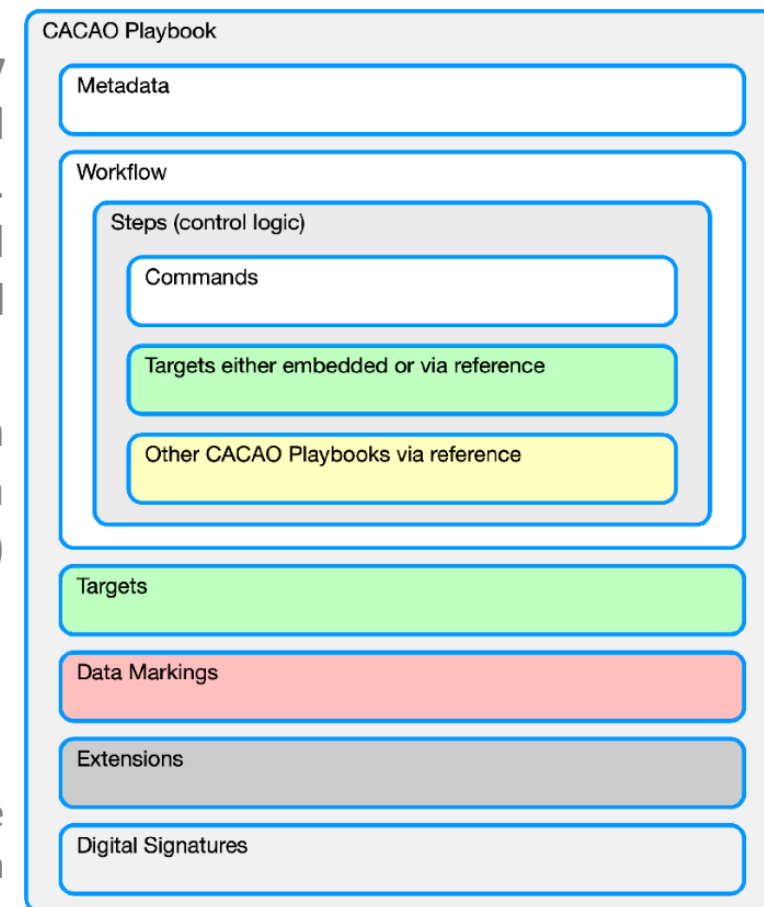 CACAO Playbook
Metadata
Workflow
Steps (control logic)
Commands
Targets either embedded or via reference
Other CACAO Playbooks via reference
Targets
Data Markings
Extensions
Digital Signatures